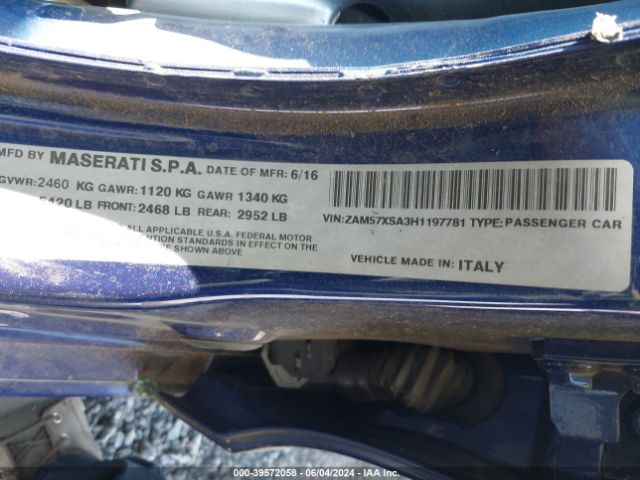 MFD BY MASERATI S.P.A. DATE OF MFR: 6/16
GVWR:2460 KG GAWR:1120 KG GAWR 1340 KG
5420 LB FRONT: 2468 LB REAR: 2952 LB
ALL APPLICABLE U.S.A. FEDERAL MOTOR
STANDARDS IN EFFECT ON THE
OF MANUFACTURE SHOWN ABOVE
VIN:ZAM57XSA3H1197781 TYPE:PASSENGER CAR
VEHICLE MADE IN: ITALY
000-39572058 - 06/04/2024 - IAA Inc.